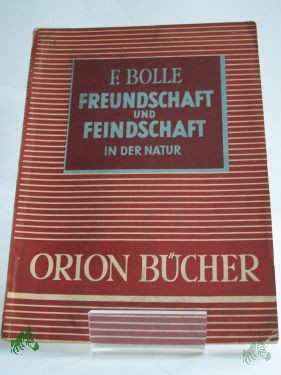 F. BOLLE
FREUNDSCHAFT
UND
FEINDSCHAFT
IN DER NATUR
ORION BÜCHER